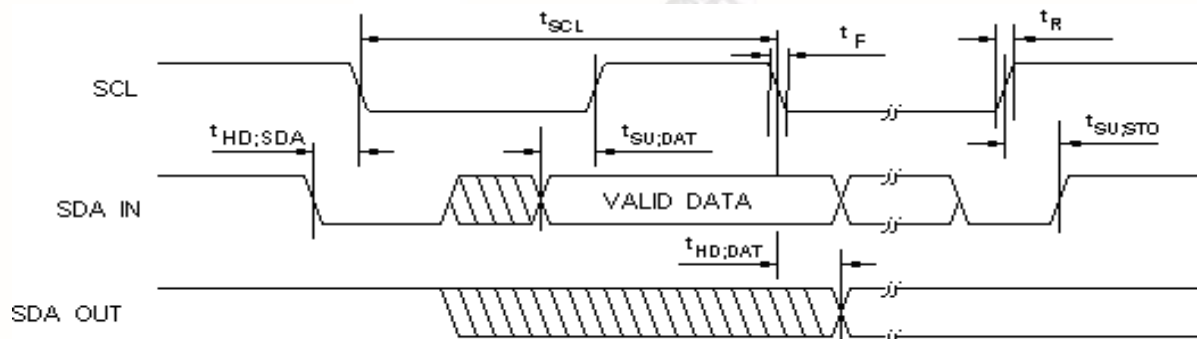 tSCL
tF
tR
SCL
tHD;SDA
tSU;DAT
tSU;STO
SDA IN
VALID DATA
tHD;DAT
SDA OUT